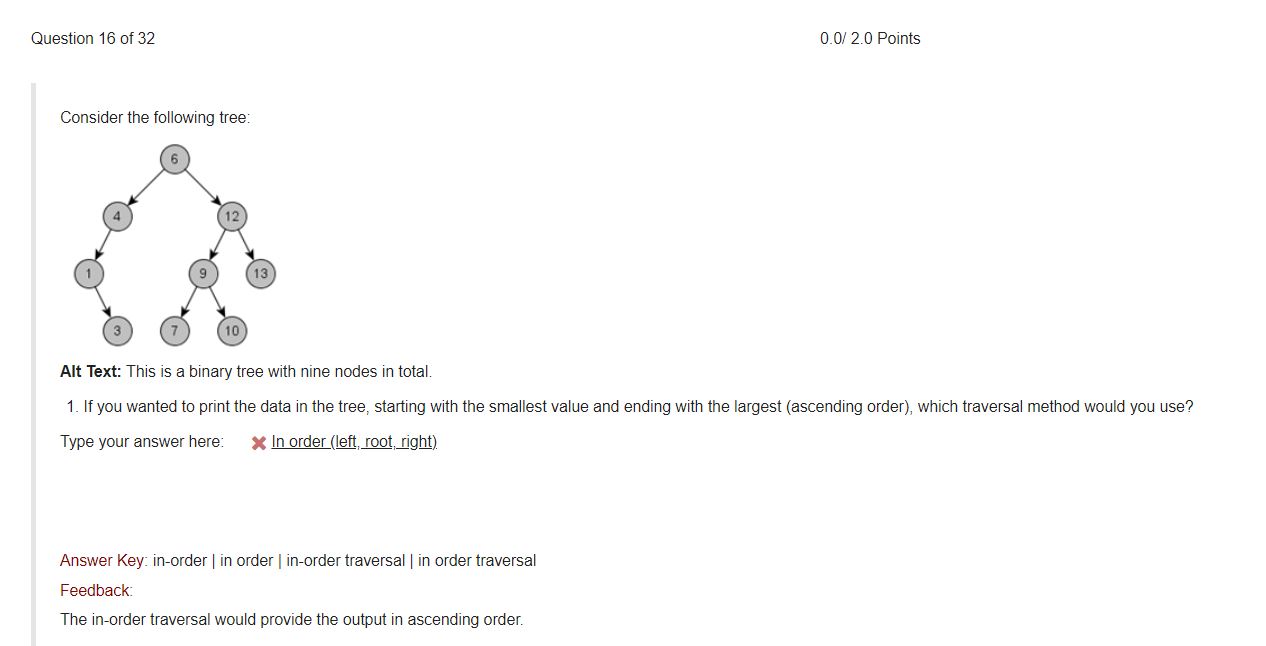 Question 16 of 32
0.0/ 2.0 Points
Consider the following tree:
6
4
12
1
9
13
3
7
10
Alt Text: This is a binary tree with nine nodes in total.
1. If you wanted to print the data in the tree, starting with the smallest value and ending with the largest (ascending order), which traversal method would you use?
Type your answer here: In order (left, root, right)
Answer Key: in-order | in order | in-order traversal | in order traversal
Feedback:
The in-order traversal would provide the output in ascending order.